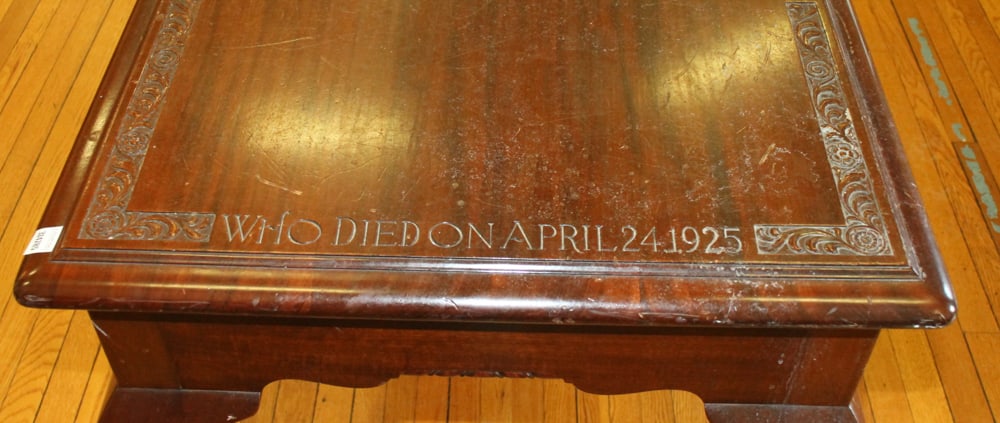 WHO DIED ON APRIL 24. 1925